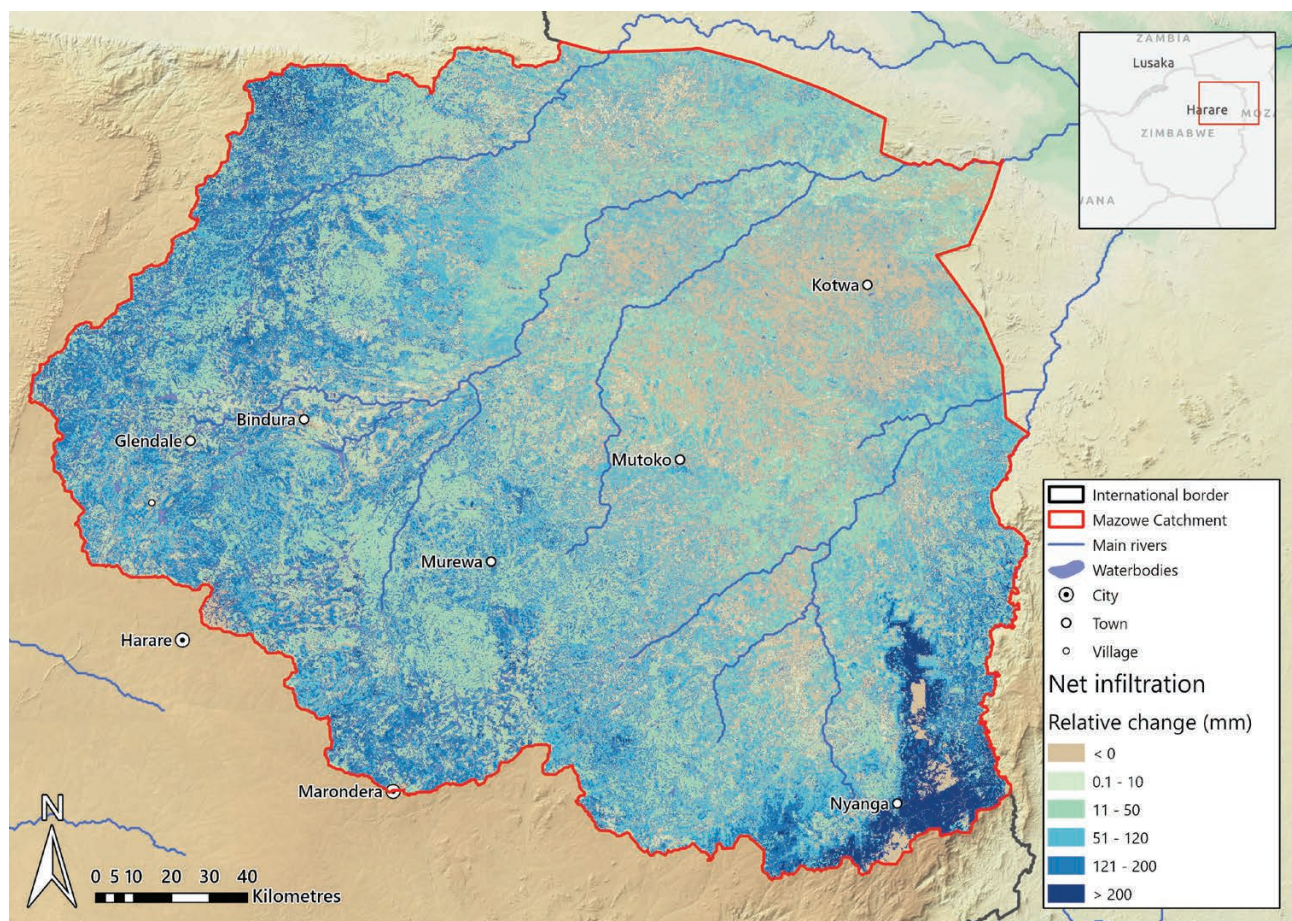 ZAMBIA
Lusaka
Harare
MOZA
ZIMBABWE
WANA
Kotwa
Bindura
Glendale
Mutoko
Murewa
Harare
Marondera
Nyanga
N
0 5 10 20 30 40
Kilometres
International border
Mazowe Catchment
Main rivers
Waterbodies
City
Town
Village
Net infiltration
Relative change (mm)
< 0
0.1 - 10
11 - 50
51 - 120
121 - 200
> 200